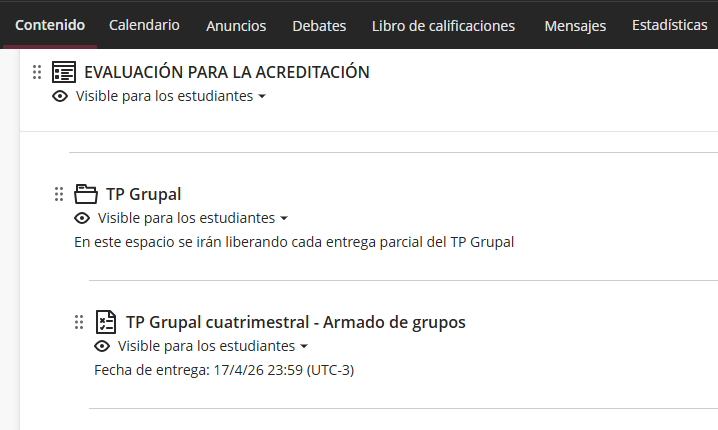 Contenido Calendario Anuncios Debates Libro de calificaciones Mensajes Estadísticas
EVALUACIÓN PARA LA ACREDITACIÓN
Visible para los estudiantes
TP Grupal
Visible para los estudiantes
En este espacio se irán liberando cada entrega parcial del TP Grupal
TP Grupal cuatrimestral - Armado de grupos
Visible para los estudiantes
Fecha de entrega: 17/4/26 23:59 (UTC-3)